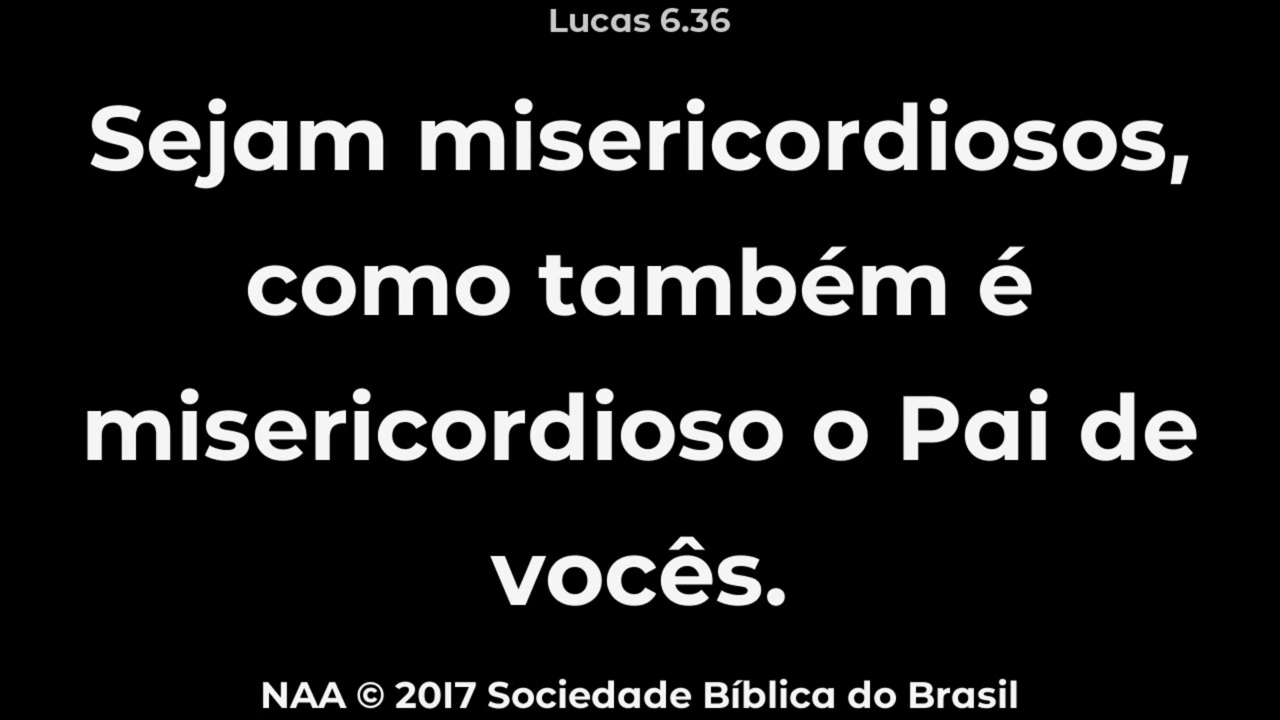 Lucas 6.36
Sejam misericordiosos,
como também é
misericordioso o Pai de
vocês.
NAA © 2017 Sociedade Bíblica do Brasil